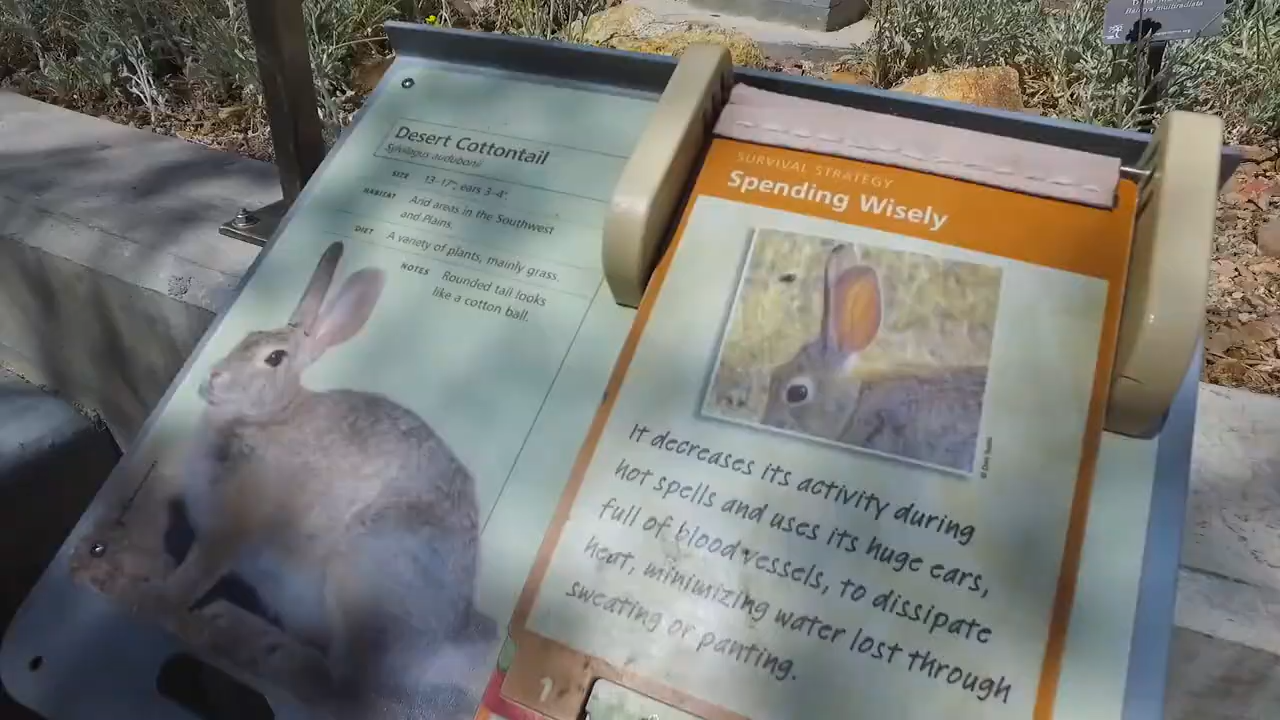 Desert Cottontail
Sylvilagus audubonii
SIZE 13-17"; ears 3-4".
HABITAT Arid areas in the Southwest
and Plains.
DIET A variety of plants, mainly grass.
NOTES Rounded tail looks
like a cotton ball.
SURVIVAL STRATEGY
Spending Wisely
It decreases its activity during
hot spells and uses its huge ears,
full of blood vessels, to dissipate
heat, minimizing water lost through
sweating or panting.
1
multiradiata